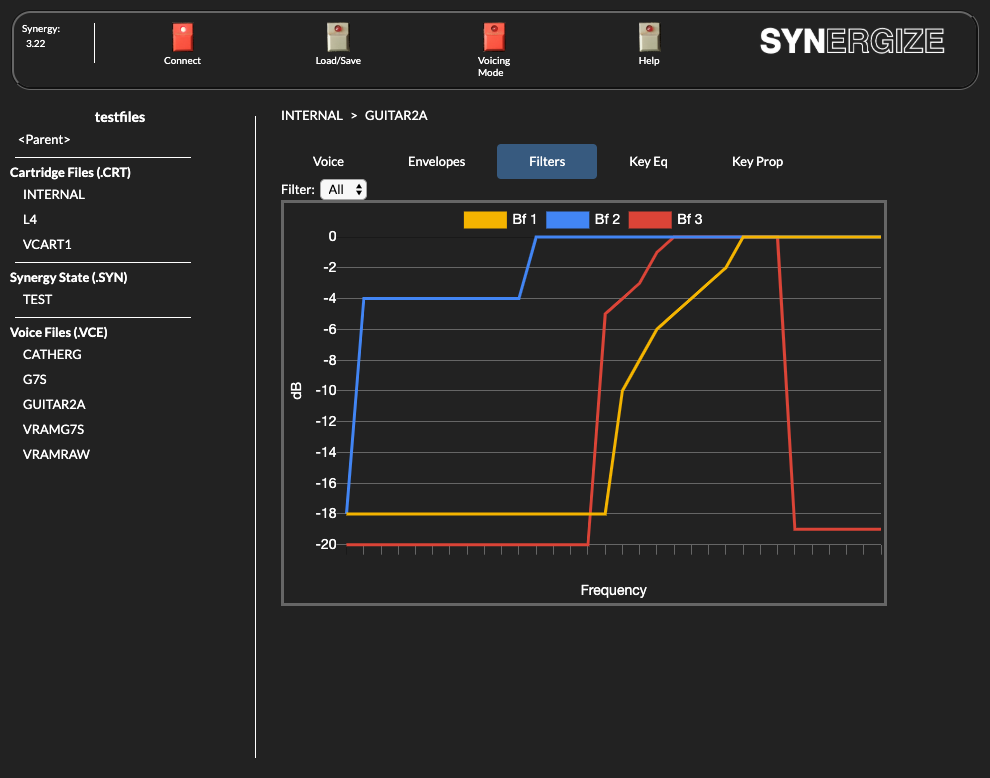 Synergy:
3.22
Connect
Load/Save
Voicing
Mode
Help
SYNERGIZE
testfiles
<Parent>
Cartridge Files (.CRT)
INTERNAL
L4
VCART1
Synergy State (.SYN)
TEST
Voice Files (.VCE)
CATHERG
G7S
GUITAR2A
VRAMG7S
VRAMRAW
INTERNAL > GUITAR2A
Voice Envelopes Filters Key Eq Key Prop
Filter: All
Bf 1 Bf 2 Bf 3
0
-2
-4
-6
-8
-10
-12
-14
-16
-18
-20
dB
Frequency